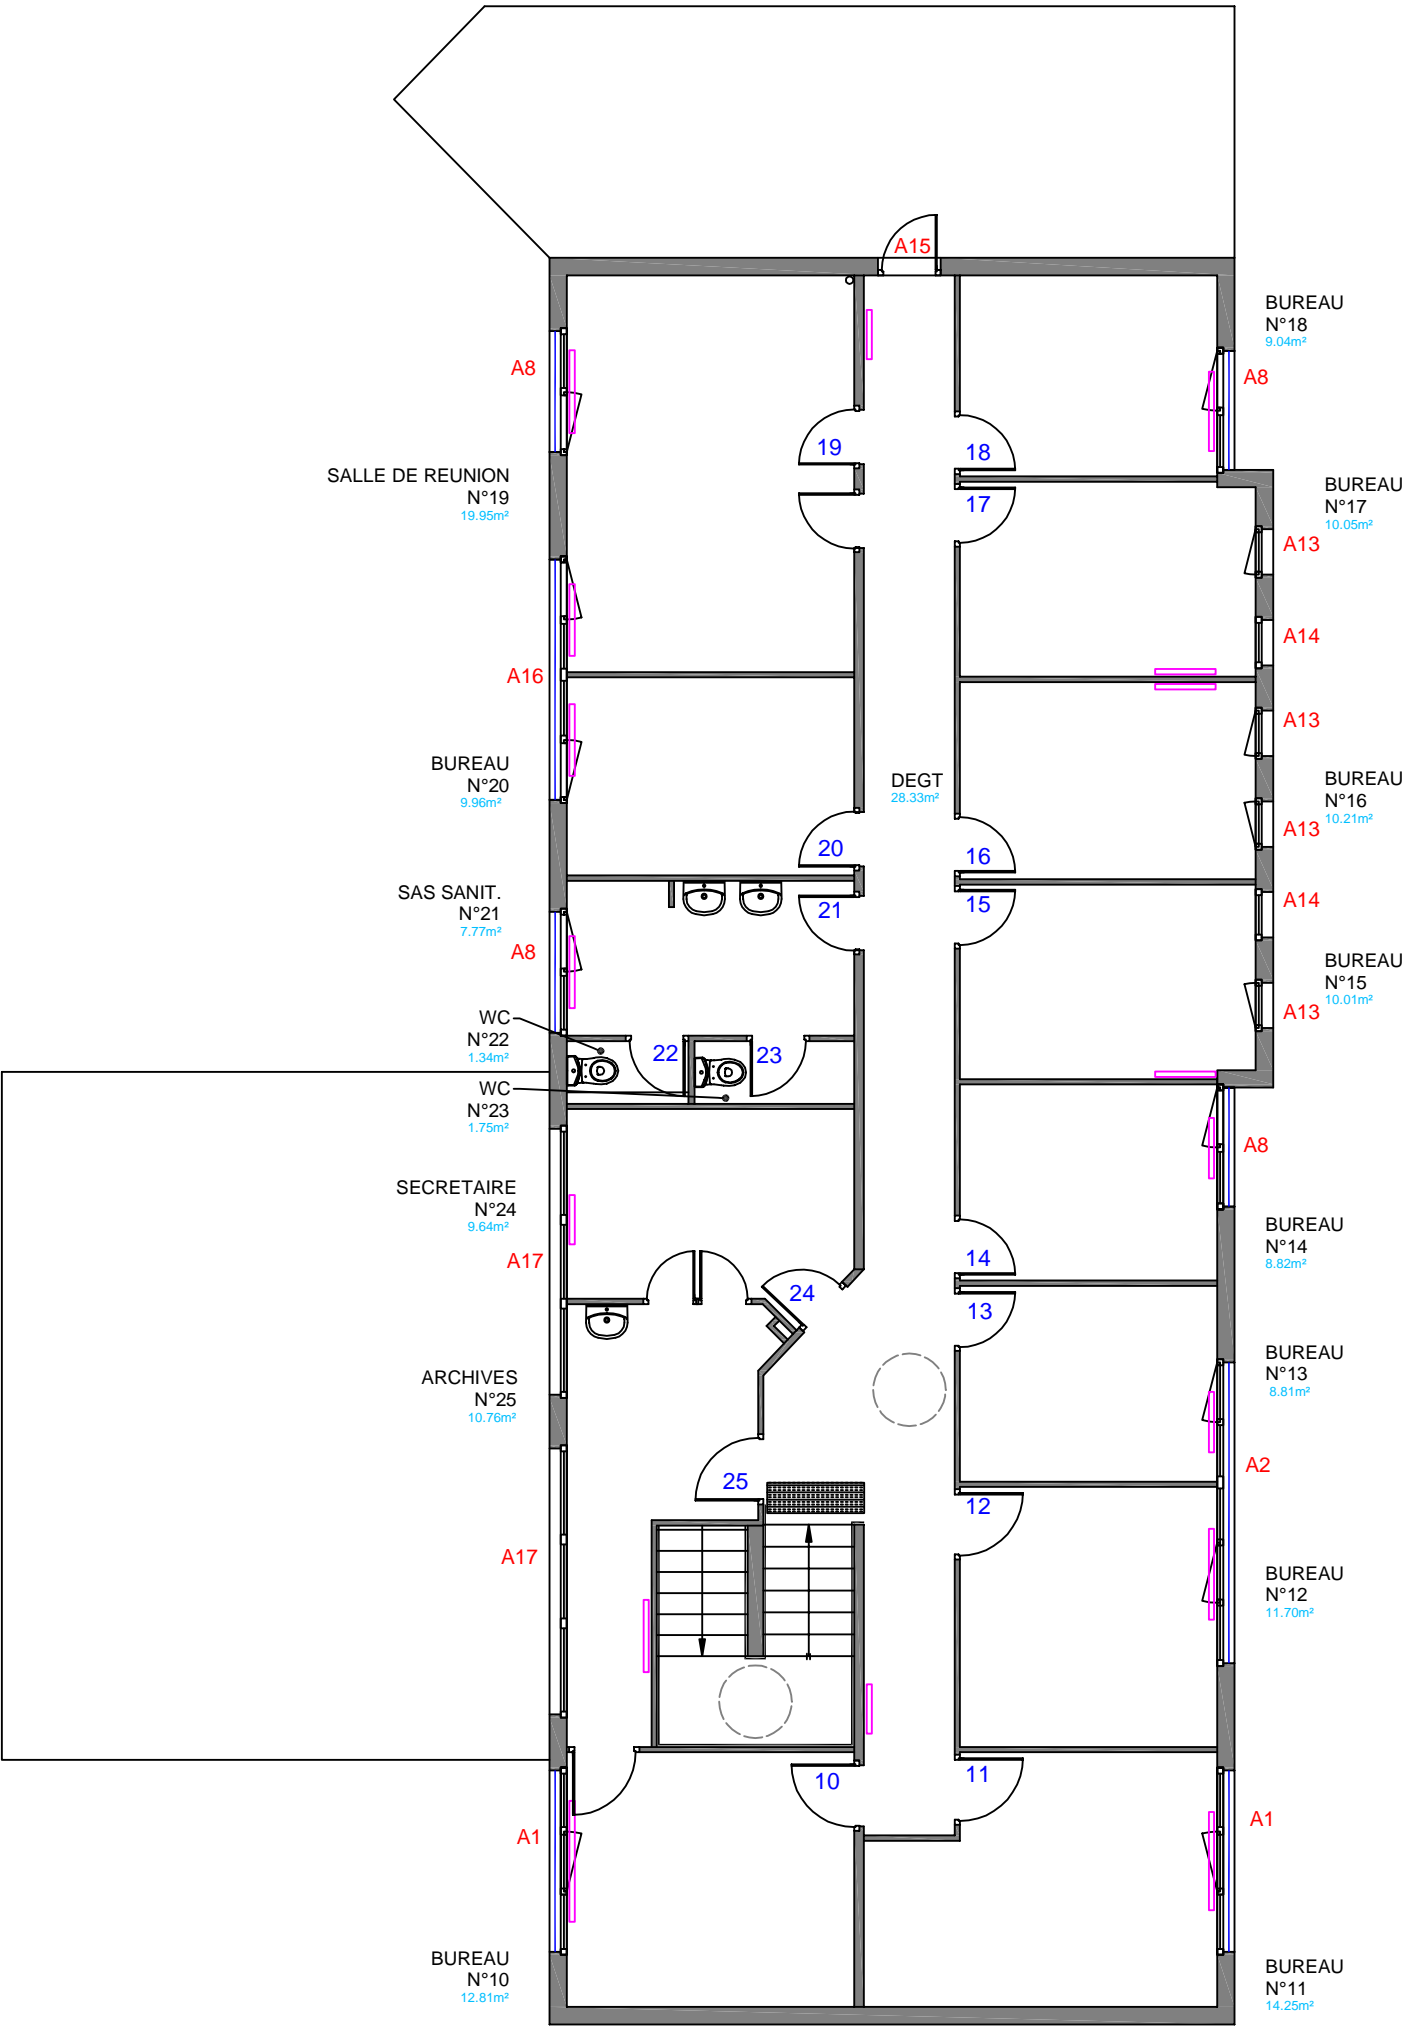 A15
BUREAU
N°18
9.04m²
A8
A8
19
18
SALLE DE REUNION
N°19
19.95m²
BUREAU
N°17
10.05m²
17
A13
A14
A16
A13
BUREAU
N°20
9.96m²
DEGT
28.33m²
BUREAU
N°16
10.21m²
A13
20
16
SAS SANIT.
N°21
7.77m²
A14
21
15
A8
BUREAU
N°15
10.01m²
A13
WC
N°22
1.34m²
22
23
WC
N°23
1.75m²
A8
SECRETAIRE
N°24
9.64m²
BUREAU
N°14
8.82m²
A17
14
24
13
BUREAU
N°13
8.81m²
ARCHIVES
N°25
10.76m²
A2
25
12
A17
BUREAU
N°12
11.70m²
10
11
A1
A1
BUREAU
N°10
12.81m²
BUREAU
N°11
14.25m²